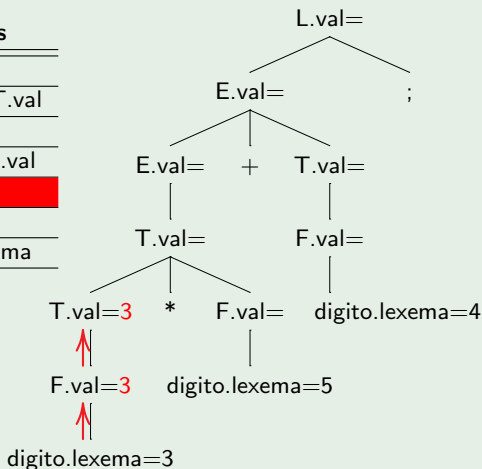 s
L.val=
T.val
E.val= ;
.val
E.val= + T.val=
T.val= F.val=
ma
T.val=3 * F.val= digito.lexema=4
F.val=3 digito.lexema=5
digito.lexema=3